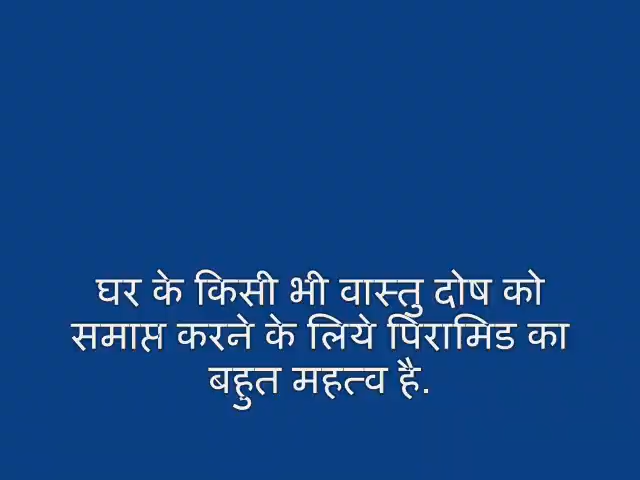 घर के किसी भी वास्तु दोष को
समाप्त करने के लिये पिरामिड का
बहुत महत्व है.